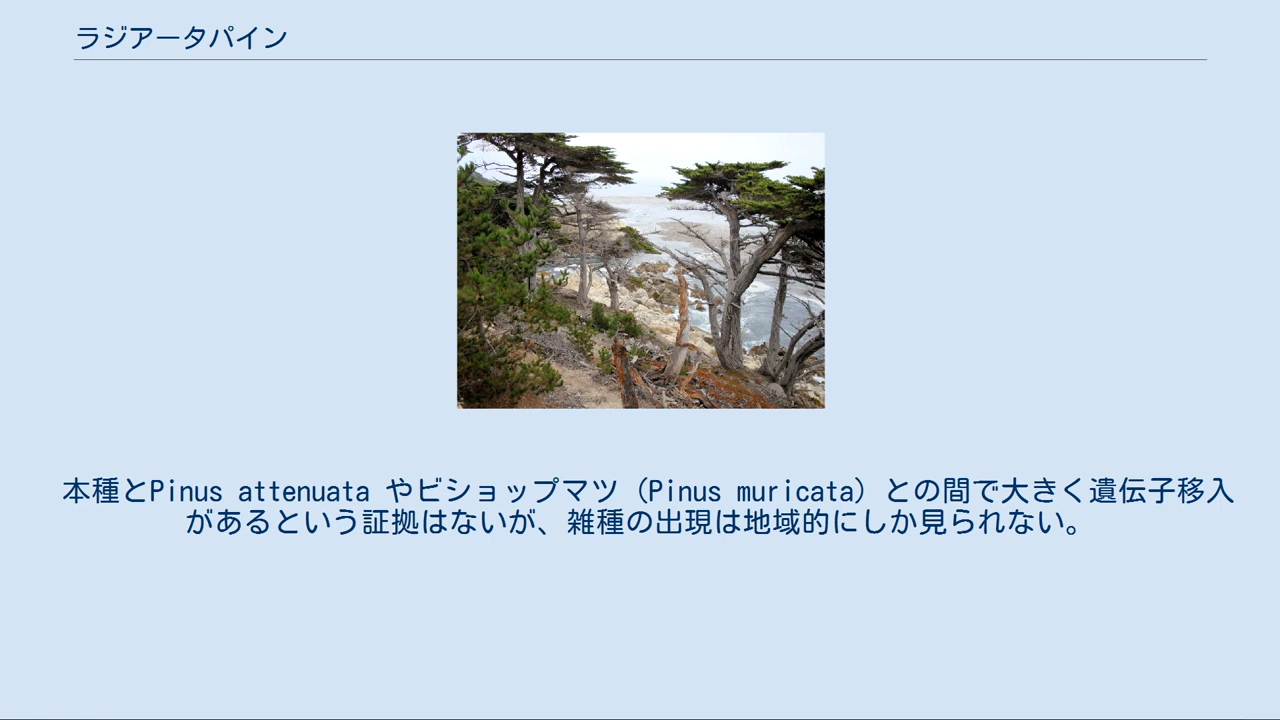 ラジアータパイン
本種とPinus attenuata やビショップマツ（Pinus muricata）との間で大きく遺伝子移入
があるという証拠はないが、雑種の出現は地域的にしか見られない。